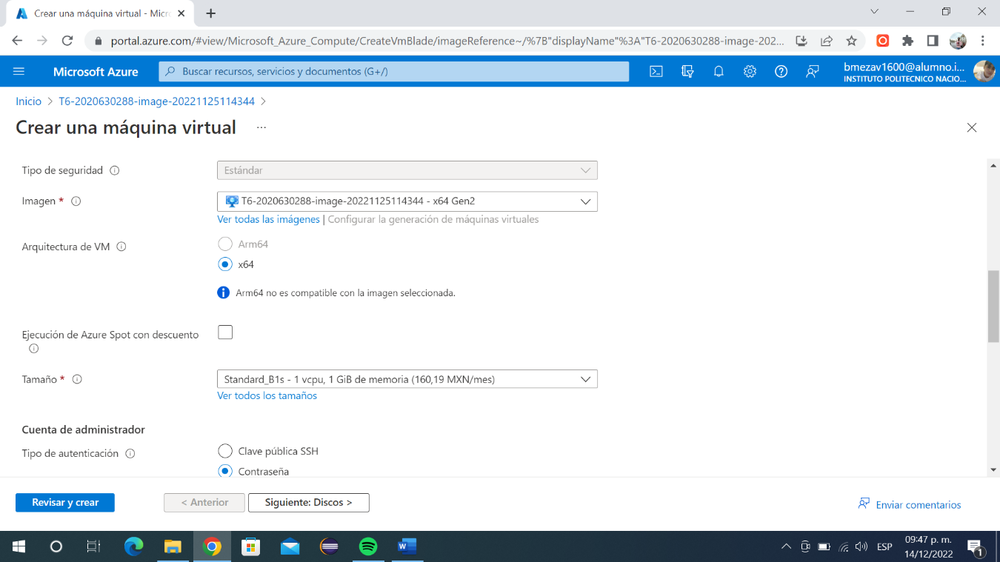 Crear una máquina virtual - Micr
portal.azure.com/#view/Microsoft_Azure_Compute/CreateVmBlade/imageReference~/%7B"displayName"%3A"T6-2020630288-image-202...
Microsoft Azure
Buscar recursos, servicios y documentos (G+/)
bmezav1600@alumno.i...
INSTITUTO POLITECNICO NACIO...
Inicio > T6-2020630288-image-20221125114344 >
Crear una máquina virtual ...
Tipo de seguridad
Estándar
Imagen *
T6-2020630288-image-20221125114344 - x64 Gen2
Ver todas las imágenes | Configurar la generación de máquinas virtuales
Arquitectura de VM
Arm64
x64
Arm64 no es compatible con la imagen seleccionada.
Ejecución de Azure Spot con descuento
Tamaño *
Standard_B1s - 1 vcpu, 1 GiB de memoria (160,19 MXN/mes)
Ver todos los tamaños
Cuenta de administrador
Tipo de autenticación
Clave pública SSH
Contraseña
Revisar y crear
< Anterior
Siguiente: Discos >
Enviar comentarios
ESP
09:47 p. m.
14/12/2022
1